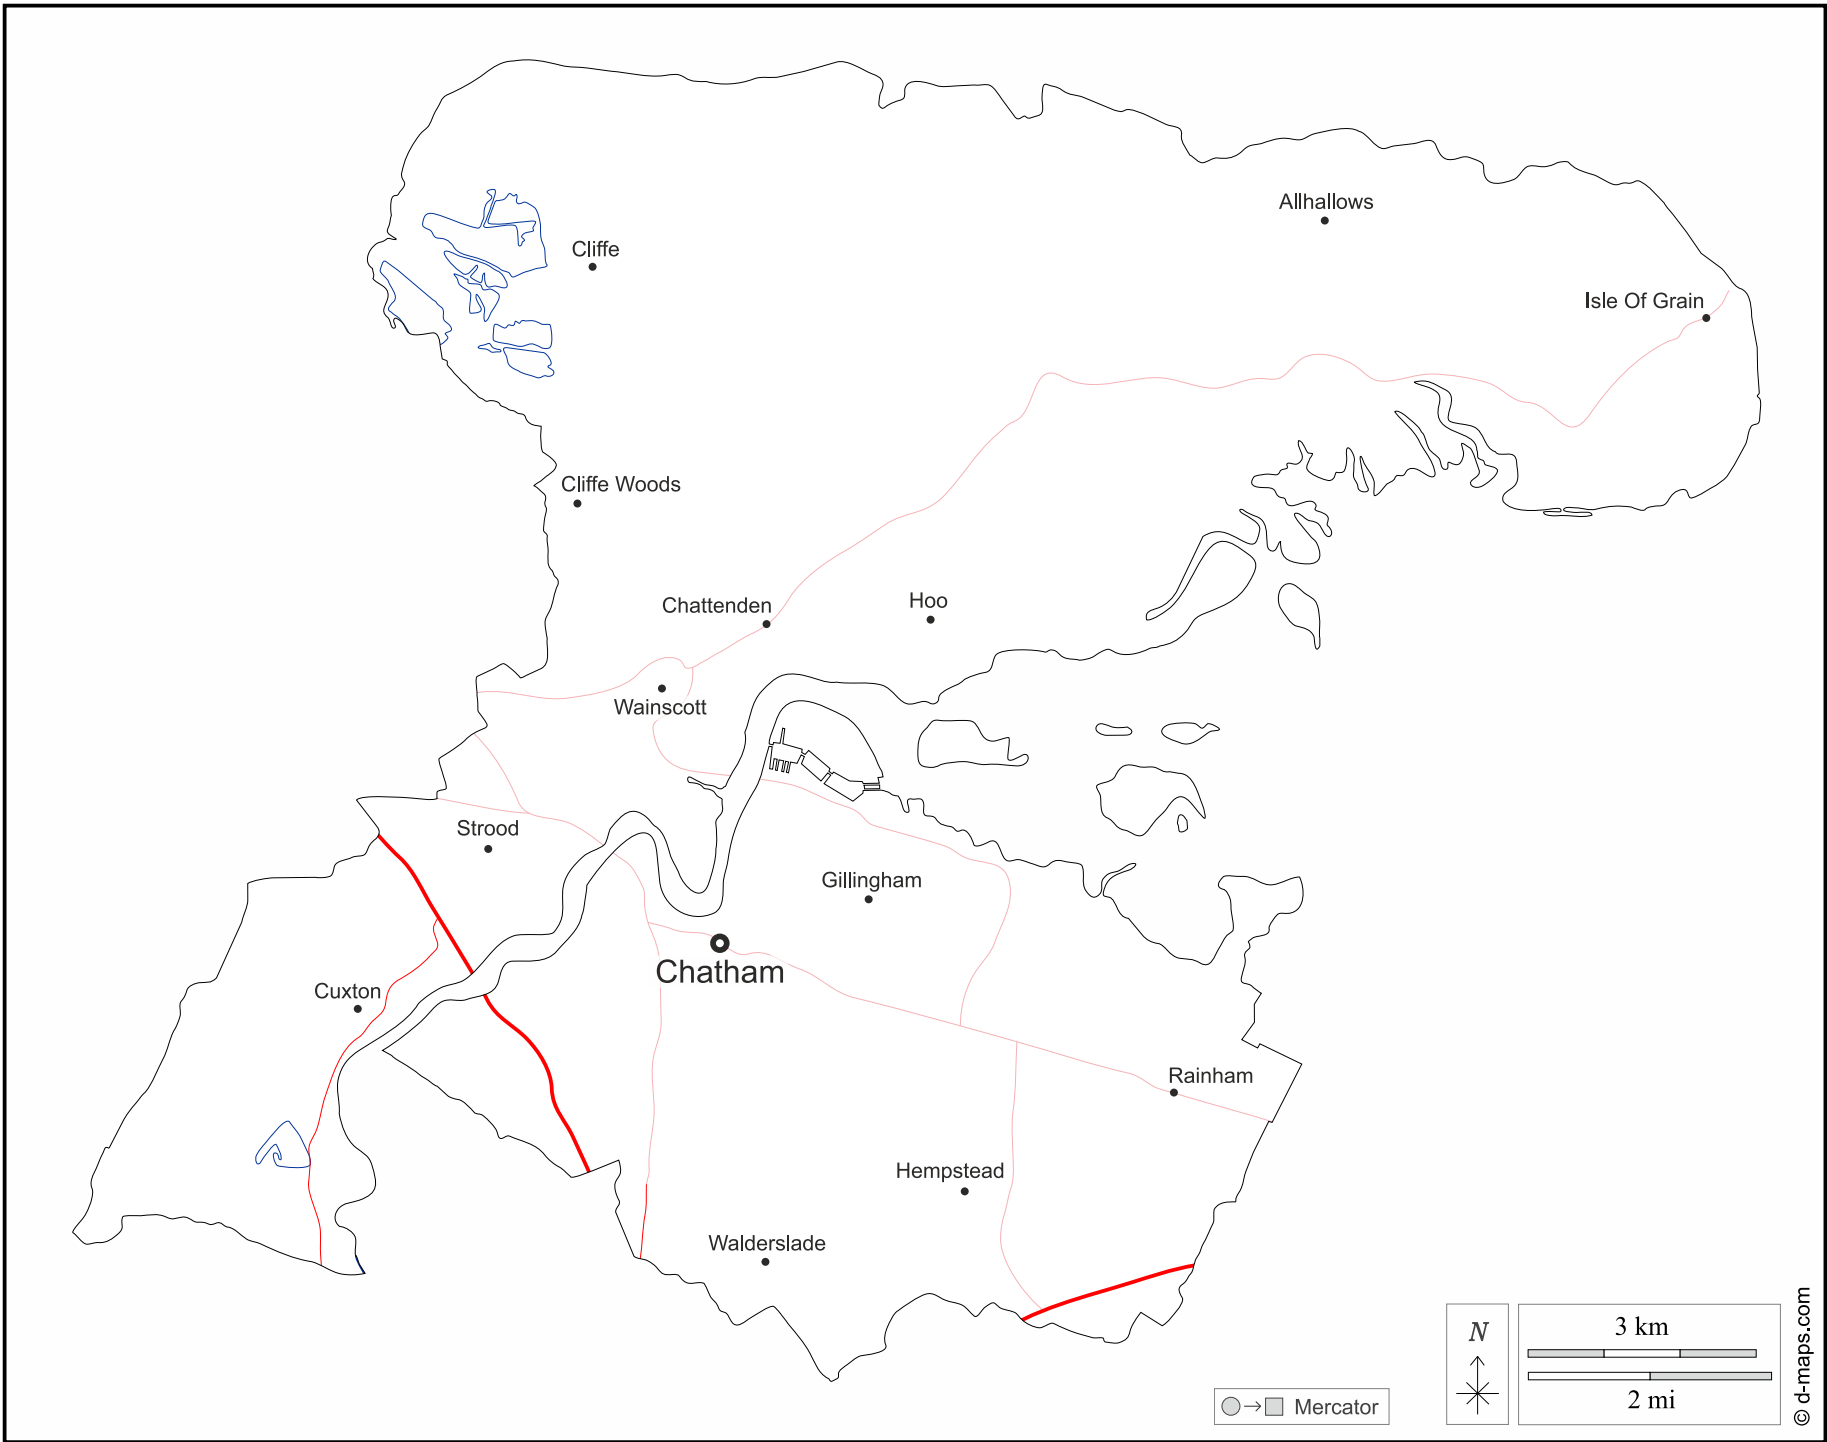 Allhallows
Cliffe
Isle Of Grain
Cliffe Woods
Chattenden
Hoo
Wainscott
Strood
Gillingham
Chatham
Cuxton
Rainham
Hempstead
Walderslade
N
3 km
2 mi
Mercator
© d-maps.com